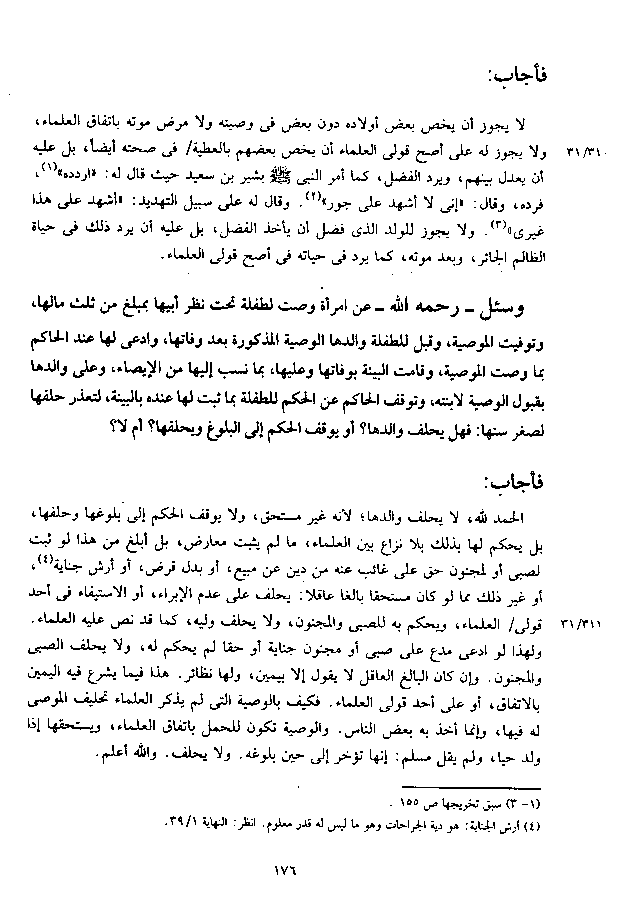 فأجاب:
لا يجوز أن يخص بعض أولاده دون بعض فى وصيته ولا مرض موته باتفاق العلماء،
٣١/٣١٠ ولا يجوز له على أصح قولى العلماء أن يخص بعضهم بالعطية/ فى صحته أيضاً، بل عليه
أن يعدل بينهم، ويرد الفضل، كما أمر النبى ﷺ بشير بن سعيد حيث قال له: «اردده»(١)،
فرده، وقال: «إنى لا أشهد على جور»(٢). وقال له على سبيل التهديد: «أشهد على هذا
غيرى»(٣). ولا يجوز للولد الذى فضل أن يأخذ الفضل، بل عليه أن يرد ذلك فى حياة
الظالم الجائر، وبعد موته، كما يرد فى حياته فى أصح قولى العلماء.
وسئل ـ رحمه الله ـ عن امرأة وصت لطفلة تحت نظر أبيها بمبلغ من ثلث مالها،
وتوفيت الموصية، وقبل للطفلة والدها الوصية المذكورة بعد وفاتها، وادعى لها عند الحاكم
بما وصت الموصية، وقامت البينة بوفاتها وعليها، بما نسب إليها من الإيصاء، وعلى والدها
بقبول الوصية لابنته، وتوقف الحاكم عن الحكم للطفلة بما ثبت لها عنده بالبينة، لتعذر حلفها
لصغر سنها: فهل يحلف والدها؟ أو يوقف الحكم إلى البلوغ ويحلفها؟ أم لا؟
فأجاب:
الحمد لله، لا يحلف والدها؛ لأنه غير مستحق، ولا يوقف الحكم إلى بلوغها وحلفها،
بل يحكم لها بذلك بلا نزاع بين العلماء، ما لم يثبت معارض، بل أبلغ من هذا لو ثبت
لصبى أو لمجنون حق على غائب عنه من دين عن مبيع، أو بدل قرض، أو أرش جناية(٤)،
أو غير ذلك مما لو كان مستحقا بالغا عاقلا: يحلف على عدم الإبراء، أو الاستيفاء فى أحد
٣١/٣١١ قولى/ العلماء، ويحكم به للصبى والمجنون، ولا يحلف وليه، كما قد نص عليه العلماء.
ولهذا لو ادعى مدع على صبى أو مجنون جناية أو حقا لم يحكم له، ولا يحلف الصبى
والمجنون. وإن كان البالغ العاقل لا يقول إلا بيمين، ولها نظائر. هذا فيما يشرع فيه اليمين
بالاتفاق، أو على أحد قولى العلماء. فكيف بالوصية التى لم يذكر العلماء تحليف الموصى
له فيها، وإنما أخذ به بعض الناس. والوصية تكون للحمل باتفاق العلماء، ويستحقها إذا
ولد حيا، ولم يقل مسلم: إنها تؤخر إلى حين بلوغه. ولا يحلف. والله أعلم.
(١- ٣) سبق تخريجها ص ١٥٥ .
(٤) أرش الجناية: هو دية الجراحات وهو ما ليس له قدر معلوم. انظر: النهاية ٣٩/١.
١٧٦